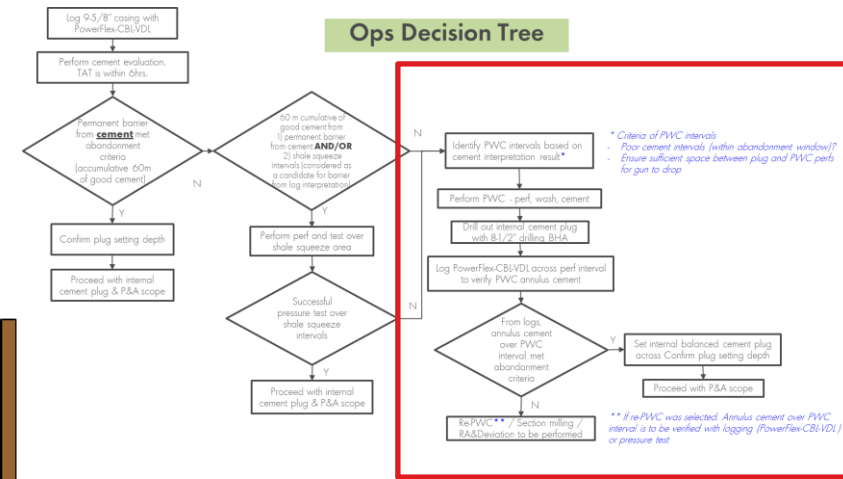 Ops Decision Tree
Log 9-5/8" casing with
PowerFlex-CBL-VDL
Perform cement evaluation.
TAT is within 6hrs.
Permanent barrier
from cement met
abandonment
criteria
(accumulative 60m
of good cement)
N
Y
Confirm plug setting depth
Proceed with internal
cement plug & P&A scope
60 m cumulative of
good cement from
1) permanent barrier
from cement AND/OR
2) shale squeeze
intervals (considered as
a candidate for barrier
from log interpretation)
N
Y
Perform perf and test over
shale squeeze area
Successful
pressure test over
shale squeeze
intervals
N
Y
Proceed with internal
cement plug & P&A scope
Identify PWC intervals based on
cement interpretation result*
* Criteria of PWC intervals
- Poor cement intervals (within abandonment window)?
- Ensure sufficient space between plug and PWC perfs
for gun to drop
Perform PWC - perf, wash, cement
Drill out internal cement plug
with 8-1/2" drilling BHA
Log PowerFlex-CBL-VDL across perf interval
to verify PWC annulus cement
From logs,
annulus cement
over PWC
interval met
abandonment
criteria
Y
N
Set internal balanced cement plug
across Confirm plug setting depth
Proceed with P&A scope
Re-PWC** / Section milling /
RA&Deviation to be performed
** If re-PWC was selected. Annulus cement over PWC
interval is to be verified with logging (PowerFlex-CBL-VDL)
or pressure test